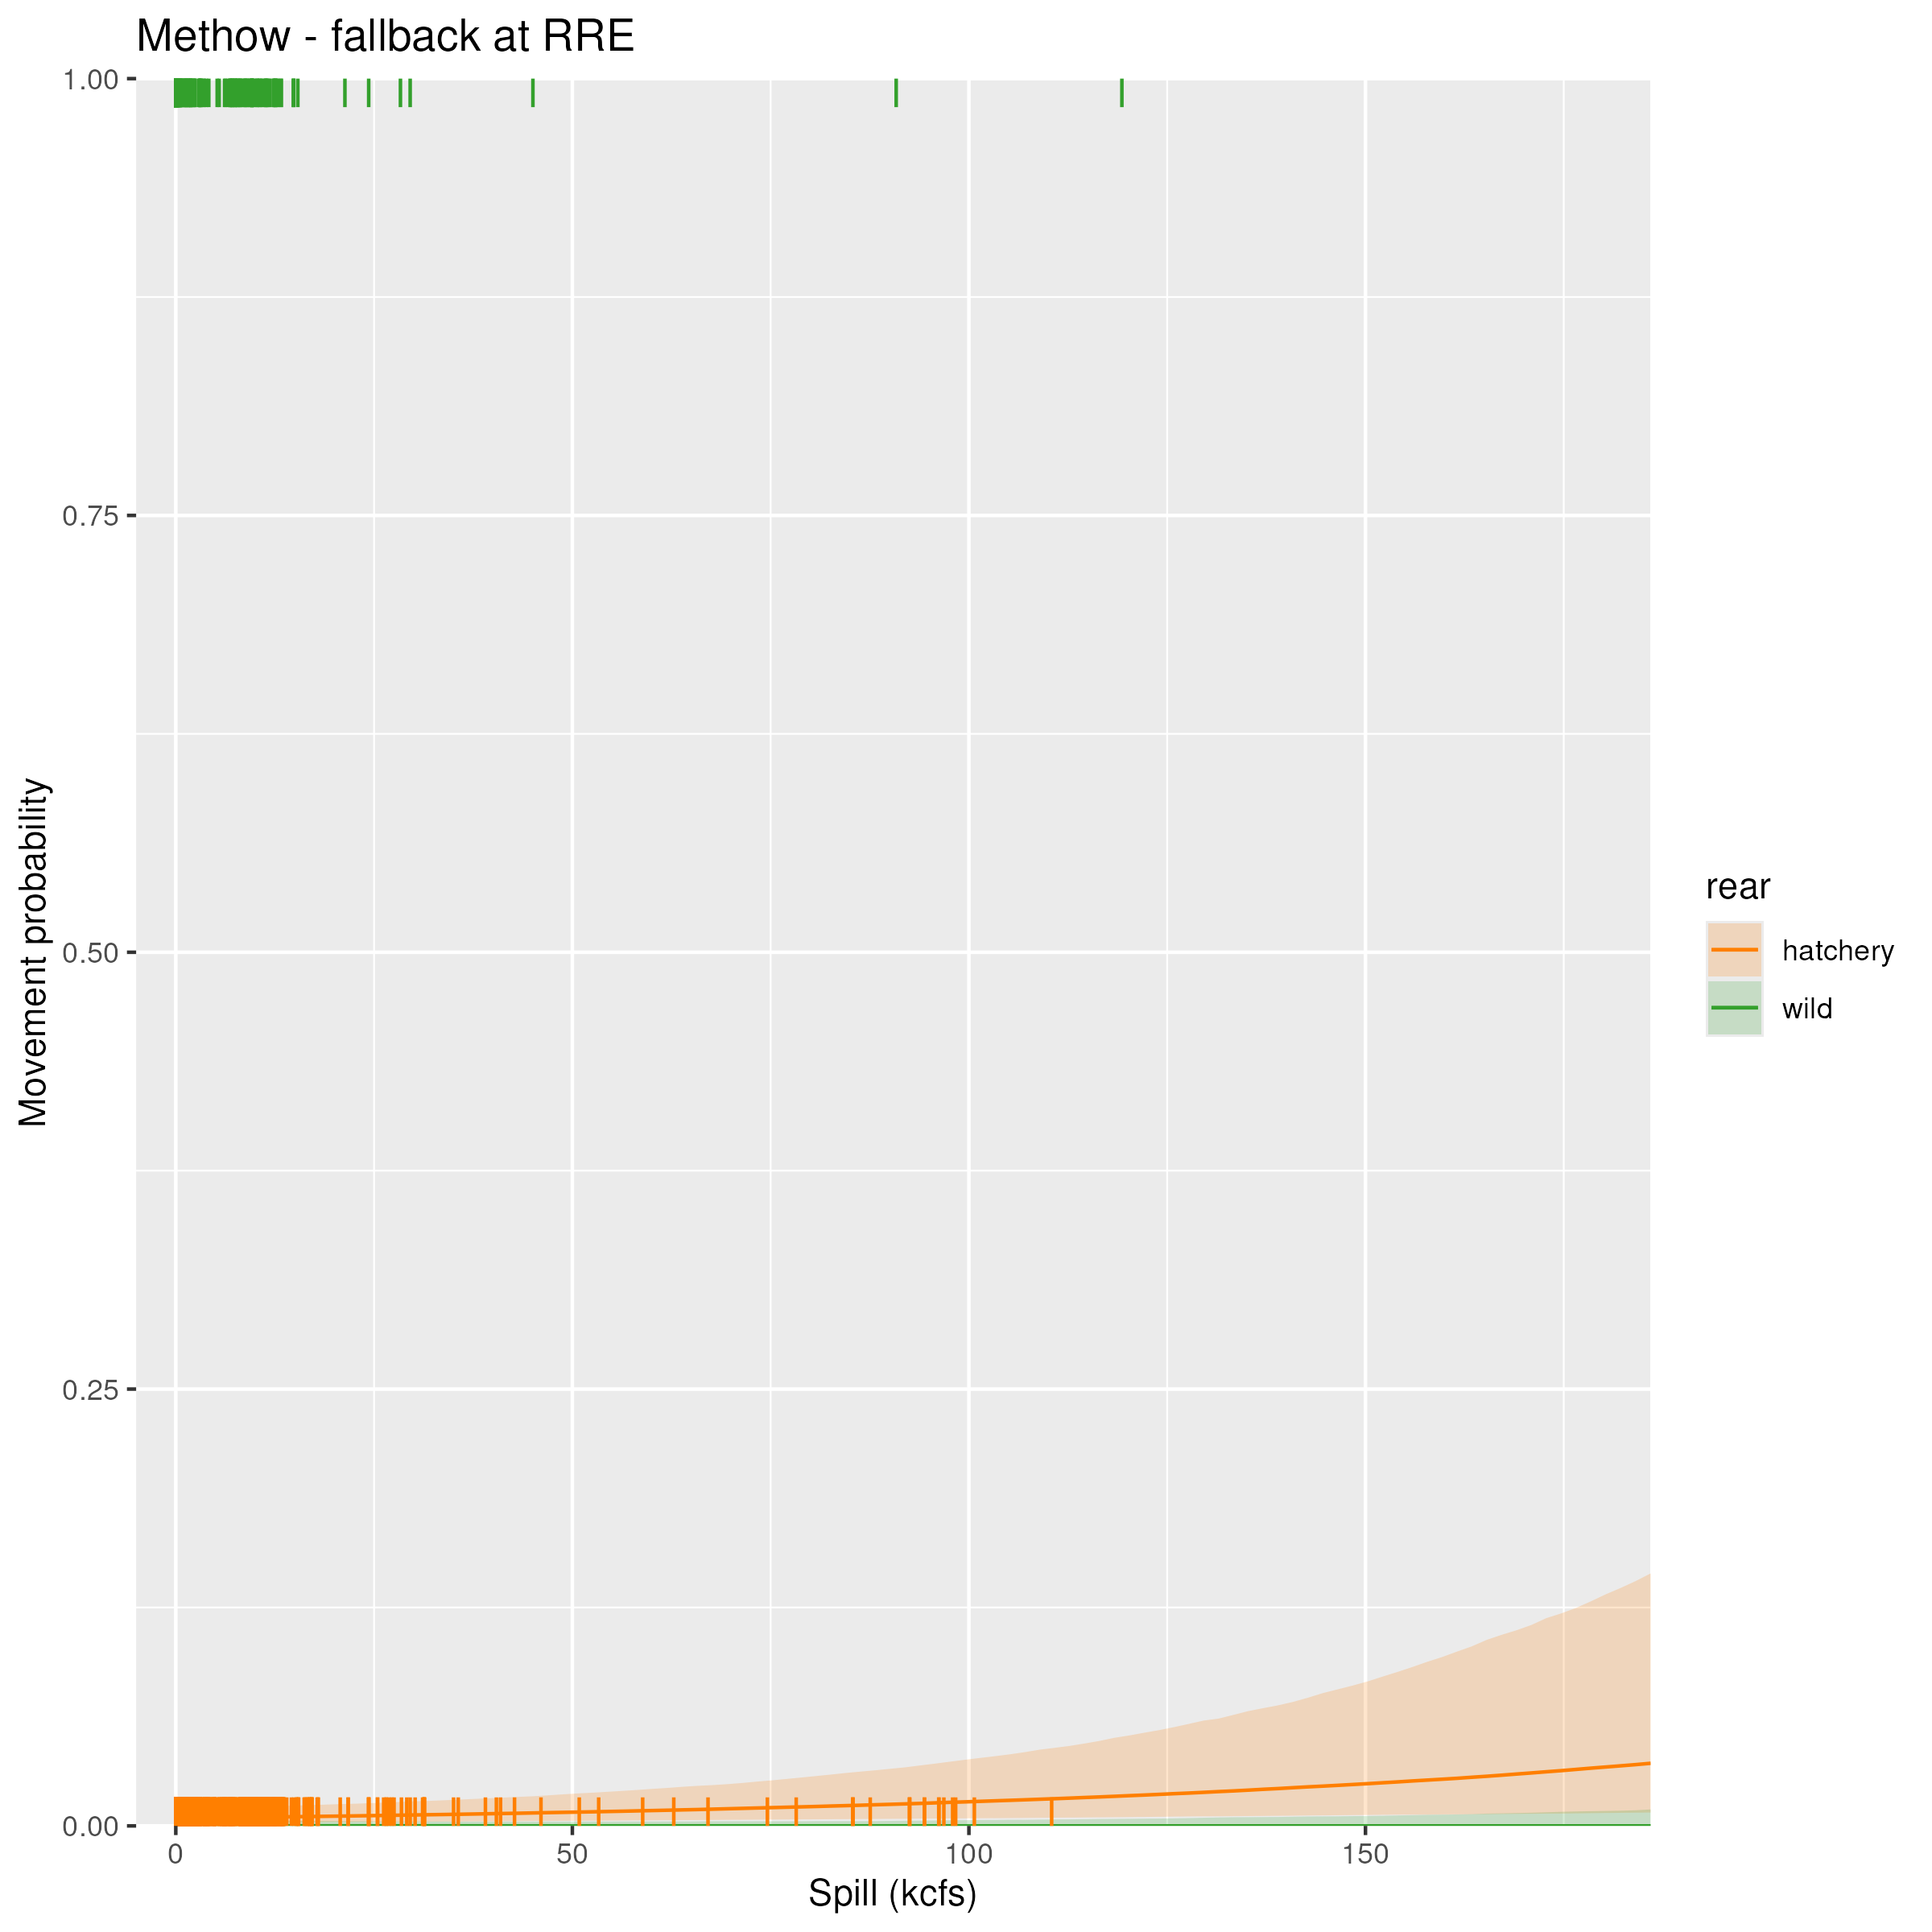 Methow - fallback at RRE
1.00
0.75
0.50
0.25
0.00
Movement probability
0
50
100
150
Spill (kcfs)
rear
hatchery
wild